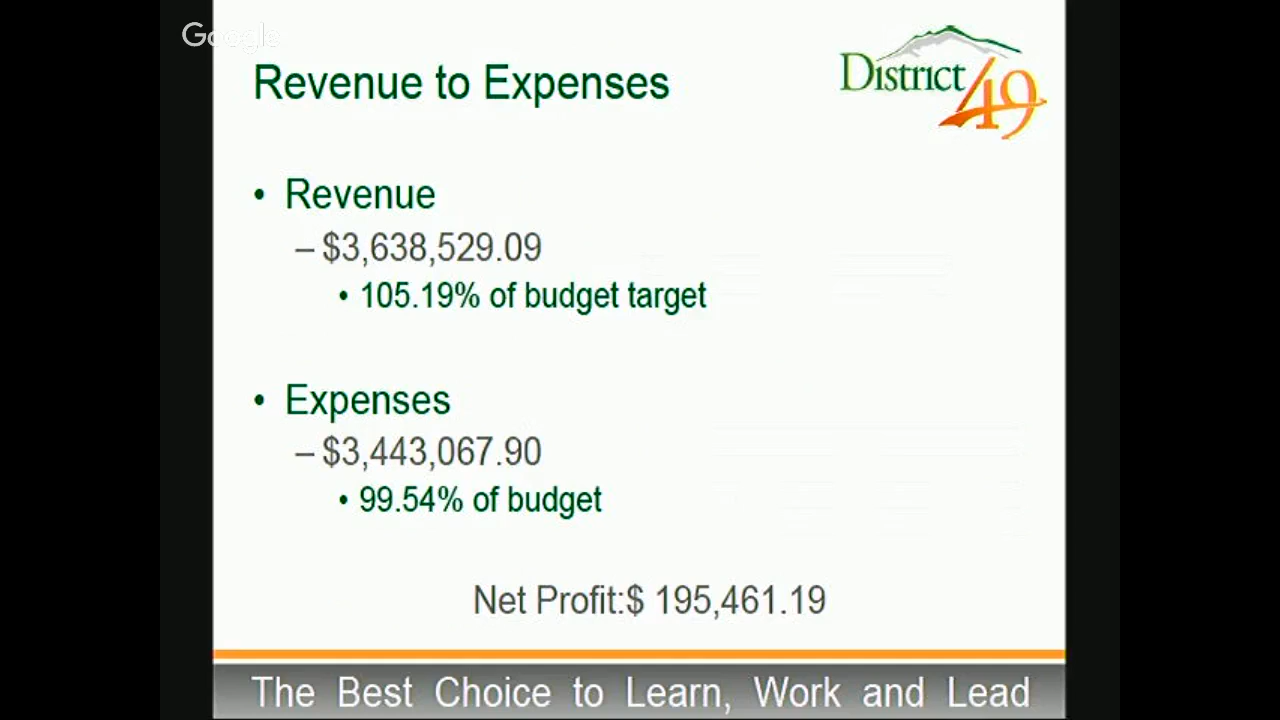 Google
Revenue to Expenses
District
49
• Revenue
– $3,638,529.09
• 105.19% of budget target
• Expenses
– $3,443,067.90
• 99.54% of budget
Net Profit:$ 195,461.19
The Best Choice to Learn, Work and Lead